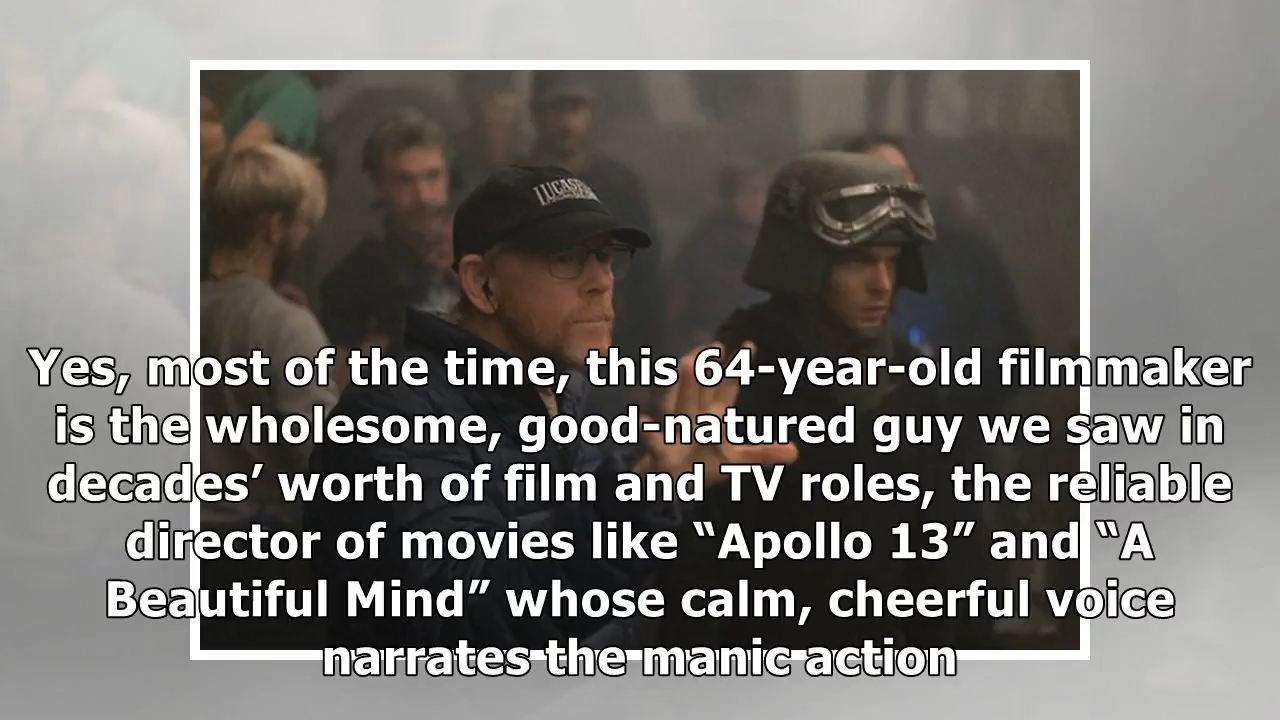 LUCASFILM
Yes, most of the time, this 64-year-old filmmaker
is the wholesome, good-natured guy we saw in
decades’ worth of film and TV roles, the reliable
director of movies like “Apollo 13” and “A
Beautiful Mind” whose calm, cheerful voice
narrates the manic action